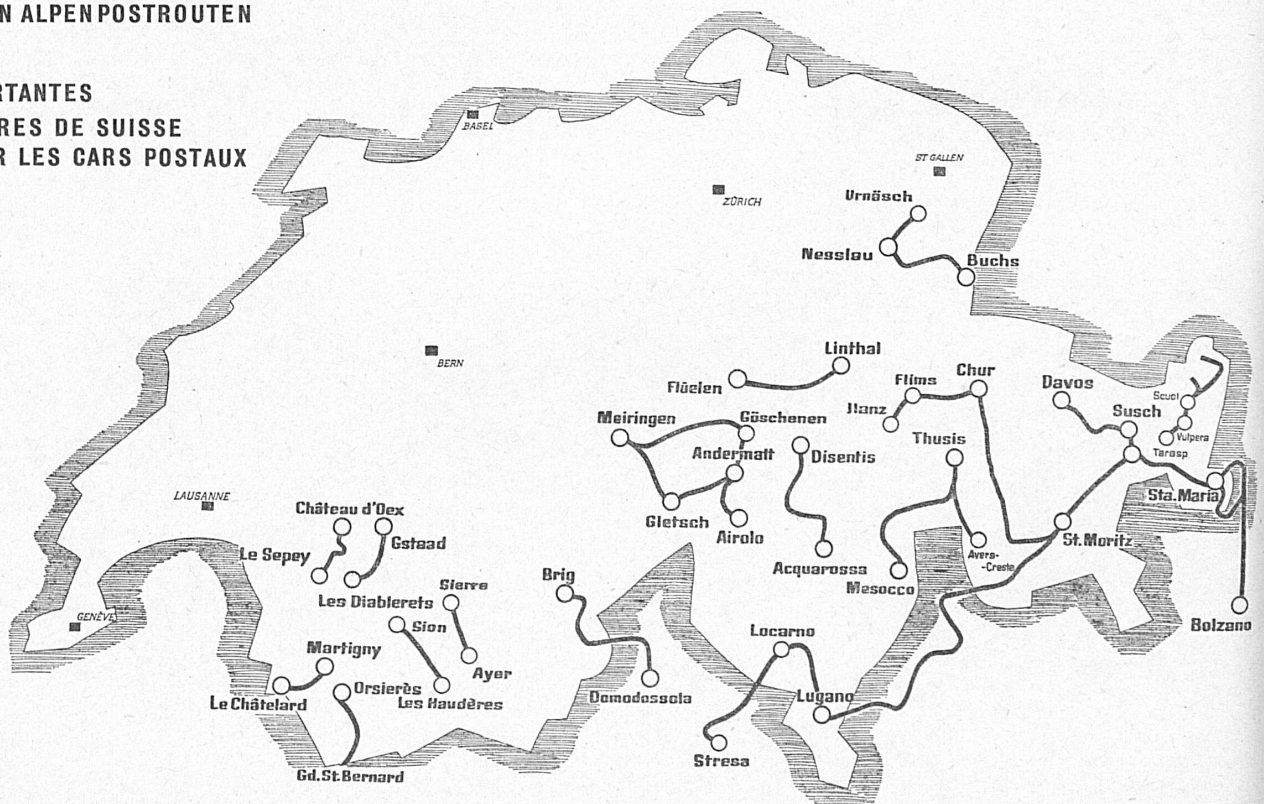 N ALPENPOSTROUTEN
RTANTES
RES DE SUISSE
R LES CARS POSTAUX
BASEL
ST GALLEN
ZÜRICH
Urnäsch
Nesslau
Buchs
BERN
Linthal
Flüelen
Flims
Chur
Davos
Scuol
Ilanz
Meiringen
Göschenen
Susch
Vulpera
Thusis
Tarasp
Andermatt
Disentis
LAUSANNE
Sta. Maria
Château d'Oex
Gletsch
Airolo
St. Moritz
Gstaad
Le Sepey
Avers-
-Creste
Acquarossa
Brig
Mesocco
Sierre
Les Diablerets
GENÈVE
Sion
Bolzano
Locarno
Martigny
Ayer
Orsierès
Lugano
Le Châtelard
Les Haudères
Domodossola
Stresa
Gd. St. Bernard